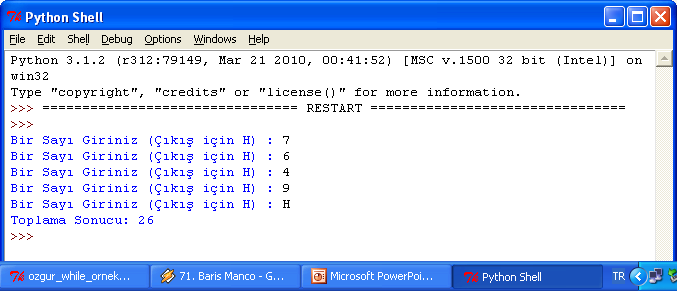 Python Shell
File Edit Shell Debug Options Windows Help
Python 3.1.2 (r312:79149, Mar 21 2010, 00:41:52) [MSC v.1500 32 bit (Intel)] on
win32
Type "copyright", "credits" or "license()" for more information.
>>> ================================ RESTART ================================
>>>
Bir Sayı Giriniz (Çıkış için H) : 7
Bir Sayı Giriniz (Çıkış için H) : 6
Bir Sayı Giriniz (Çıkış için H) : 4
Bir Sayı Giriniz (Çıkış için H) : 9
Bir Sayı Giriniz (Çıkış için H) : H
Toplama Sonucu: 26
>>>
ozgur_while_ornek... 71. Baris Manco - G... Microsoft PowerPoi... Python Shell TR